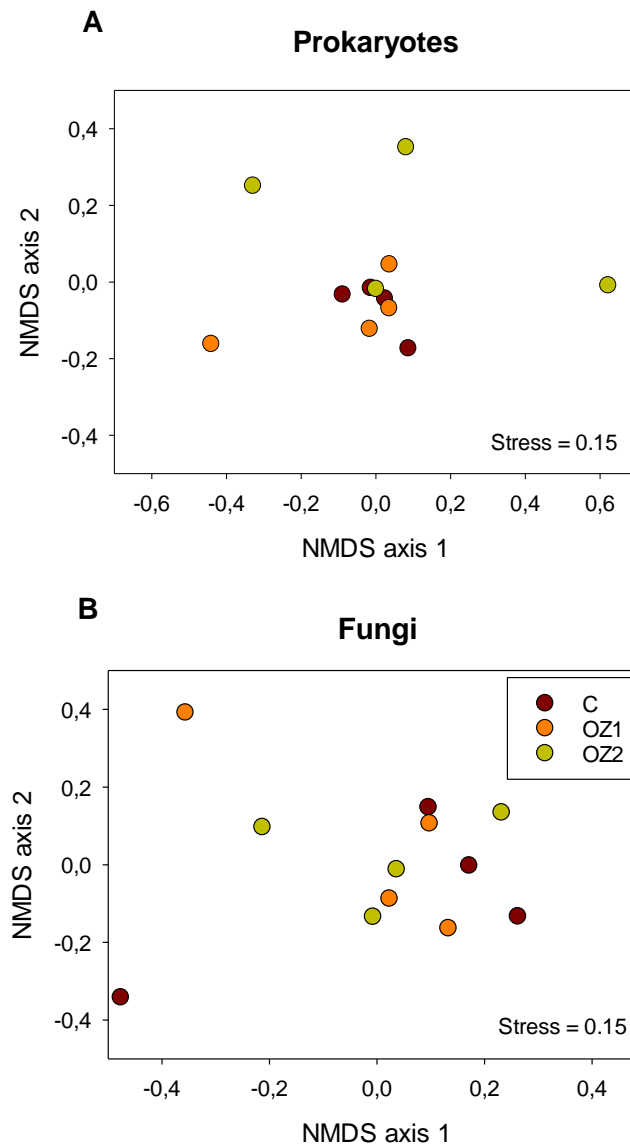 A
Prokaryotes
NMDS axis 2
0,4
0,2
0,0
-0,2
-0,4
Stress = 0.15
-0,6 -0,4 -0,2 0,0 0,2 0,4 0,6
NMDS axis 1
B
Fungi
C
OZ1
OZ2
NMDS axis 2
0,4
0,2
0,0
-0,2
-0,4
Stress = 0.15
-0,4 -0,2 0,0 0,2 0,4
NMDS axis 1